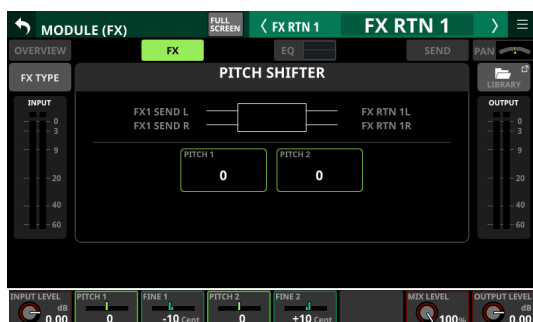 MODULE (FX)
FULL
SCREEN
FX RTN 1
FX RTN 1
OVERVIEW
FX
EQ
SEND
PAN
FX TYPE
PITCH SHIFTER
LIBRARY
INPUT
0
3
9
20
40
60
FX1 SEND L
FX1 SEND R
FX RTN 1L
FX RTN 1R
PITCH 1
0
PITCH 2
0
OUTPUT
0
3
9
20
40
60
INPUT LEVEL
dB
0.00
PITCH 1
0
FINE 1
-10 Cent
PITCH 2
0
FINE 2
+10 Cent
MIX LEVEL
100%
OUTPUT LEVEL
dB
0.00